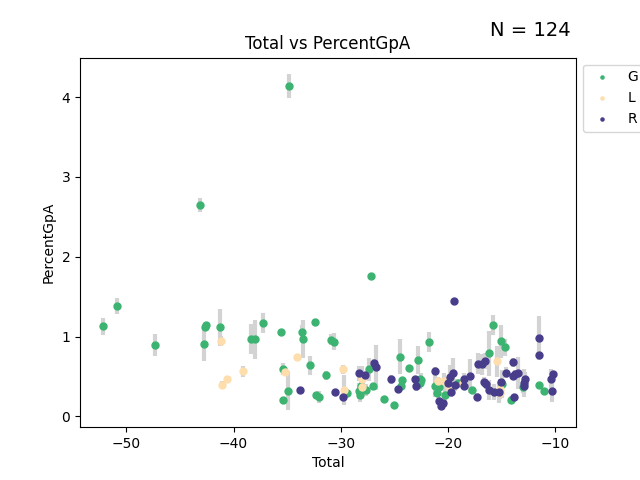 N = 124
Total vs PercentGpA
G
L
R
4
3
2
1
0
PercentGpA
−50 −40 −30 −20 −10
Total